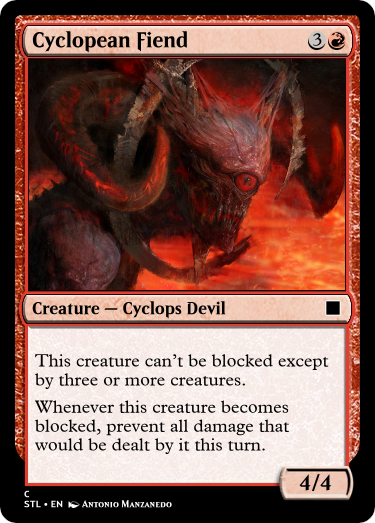 Cyclopean Fiend 3
Creature — Cyclops Devil
This creature can't be blocked except
by three or more creatures.
Whenever this creature becomes
blocked, prevent all damage that
would be dealt by it this turn.
4/4
C
STL • EN Antonio Manzanedo